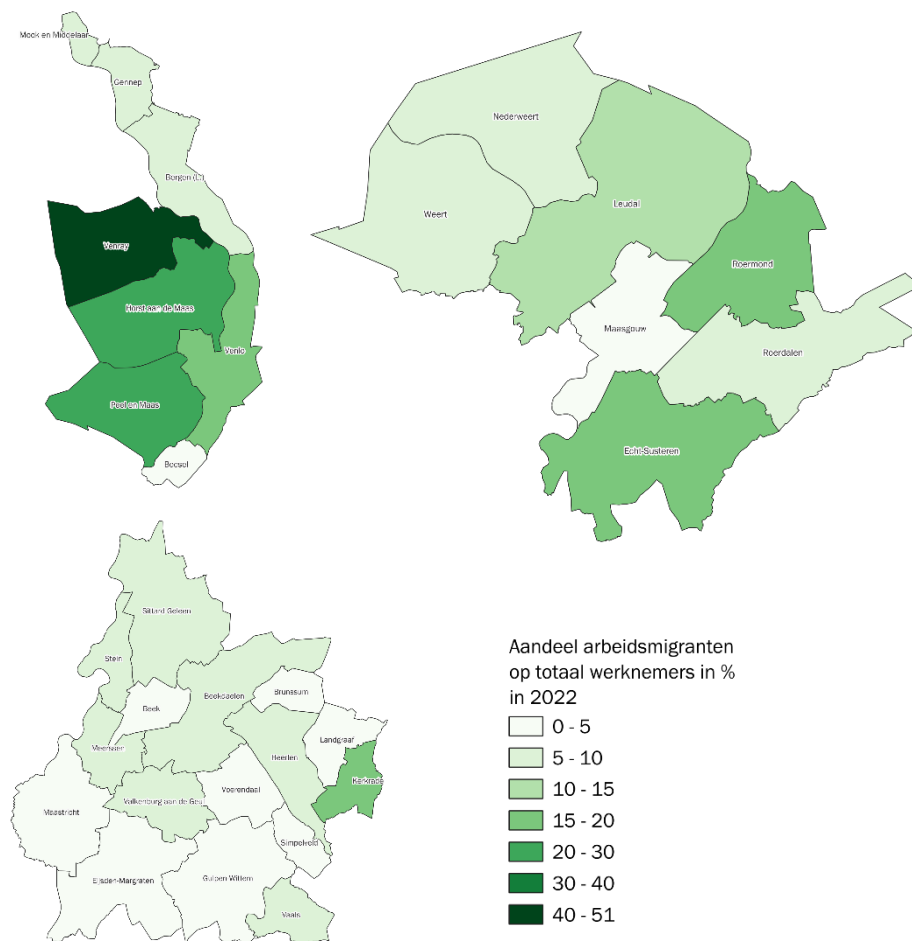 Mook en Middelaar
Gennep
Bergen (L.)
Venray
Horst aan de Maas
Venlo
Peel en Maas
Beesel
Nederweert
Weert
Leudal
Roermond
Maasgouw
Roerdalen
Echt-Susteren
Sittard-Geleen
Stein
Beekdaelen
Brunssum
Beek
Landgraaf
Meerssen
Heerlen
Kerkrade
Voerendaal
Valkenburg aan de Geul
Maastricht
Simpelveld
Eijsden-Margraten
Gulpen-Wittem
Vaals
Aandeel arbeidsmigranten
op totaal werknemers in %
in 2022
0 - 5
5 - 10
10 - 15
15 - 20
20 - 30
30 - 40
40 - 51